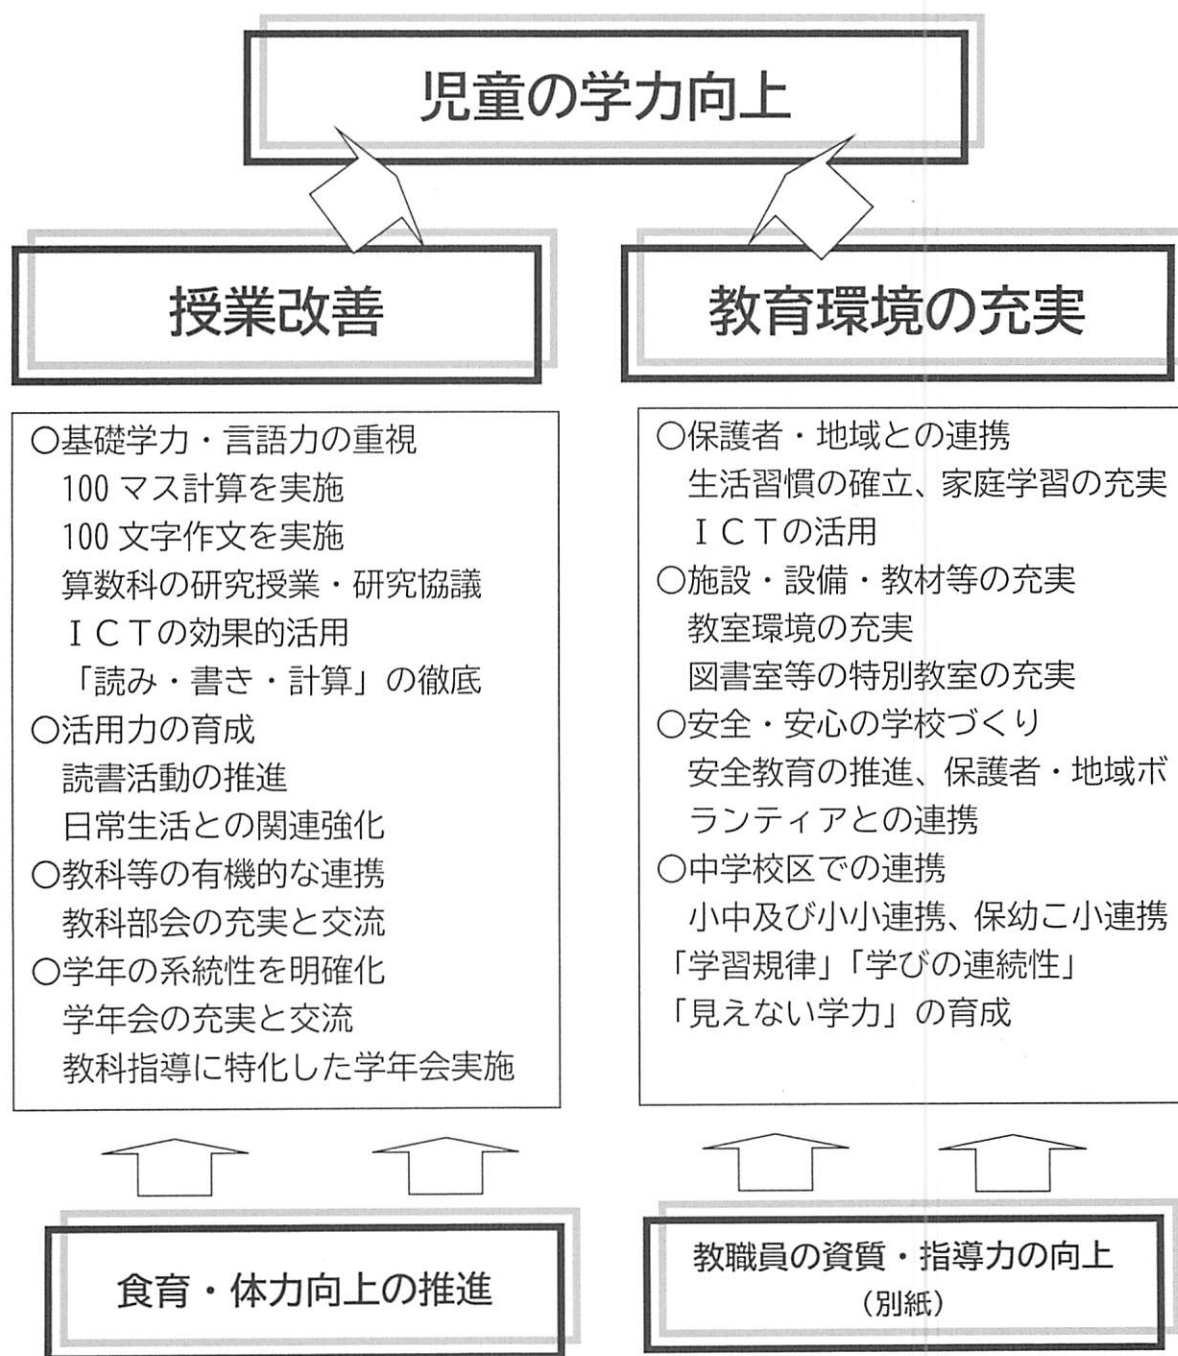 児童の学力向上
授業改善
○基礎学力・言語力の重視
100 マス計算を実施
100 文字作文を実施
算数科の研究授業・研究協議
ＩＣＴの効果的活用
「読み・書き・計算」の徹底
○活用力の育成
読書活動の推進
日常生活との関連強化
○教科等の有機的な連携
教科部会の充実と交流
○学年の系統性を明確化
学年会の充実と交流
教科指導に特化した学年会実施
食育・体力向上の推進
教育環境の充実
○保護者・地域との連携
生活習慣の確立、家庭学習の充実
ＩＣＴの活用
○施設・設備・教材等の充実
教室環境の充実
図書室等の特別教室の充実
○安全・安心の学校づくり
安全教育の推進、保護者・地域ボ
ランティアとの連携
○中学校区での連携
小中及び小小連携、保幼こ小連携
「学習規律」「学びの連続性」
「見えない学力」の育成
教職員の資質・指導力の向上
（別紙）